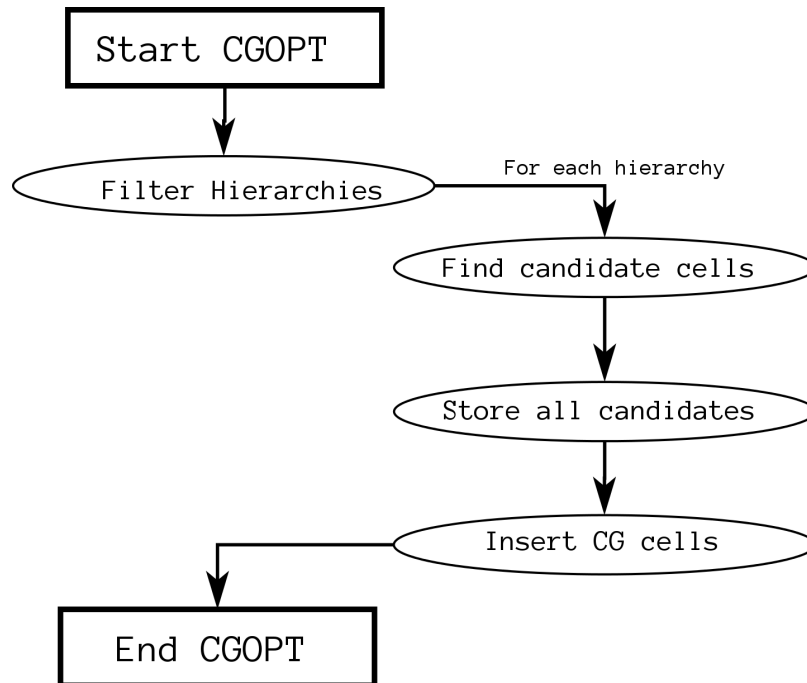 Start CGOPT
Filter Hierarchies
For each hierarchy
Find candidate cells
Store all candidates
Insert CG cells
End CGOPT